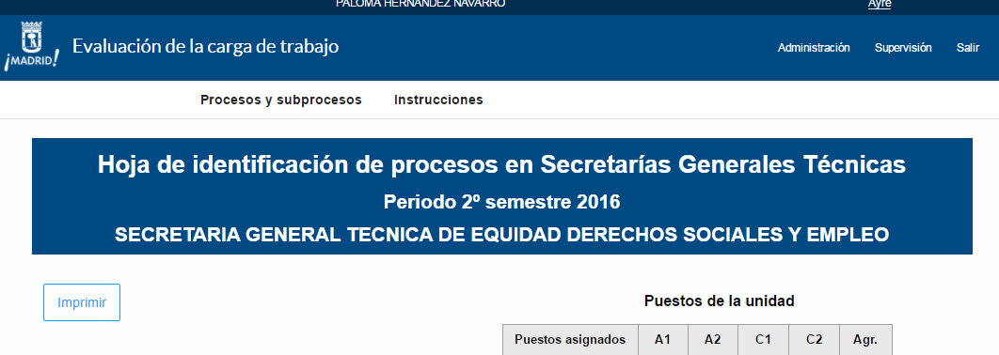 PALOMA HERNANDEZ NAVARRO Ayre
¡MADRID!
Evaluación de la carga de trabajo
Administración Supervisión Salir
Procesos y subprocesos Instrucciones
Hoja de identificación de procesos en Secretarías Generales Técnicas
Periodo 2º semestre 2016
SECRETARIA GENERAL TECNICA DE EQUIDAD DERECHOS SOCIALES Y EMPLEO
Imprimir
Puestos de la unidad
Puestos asignados A1 A2 C1 C2 Agr.